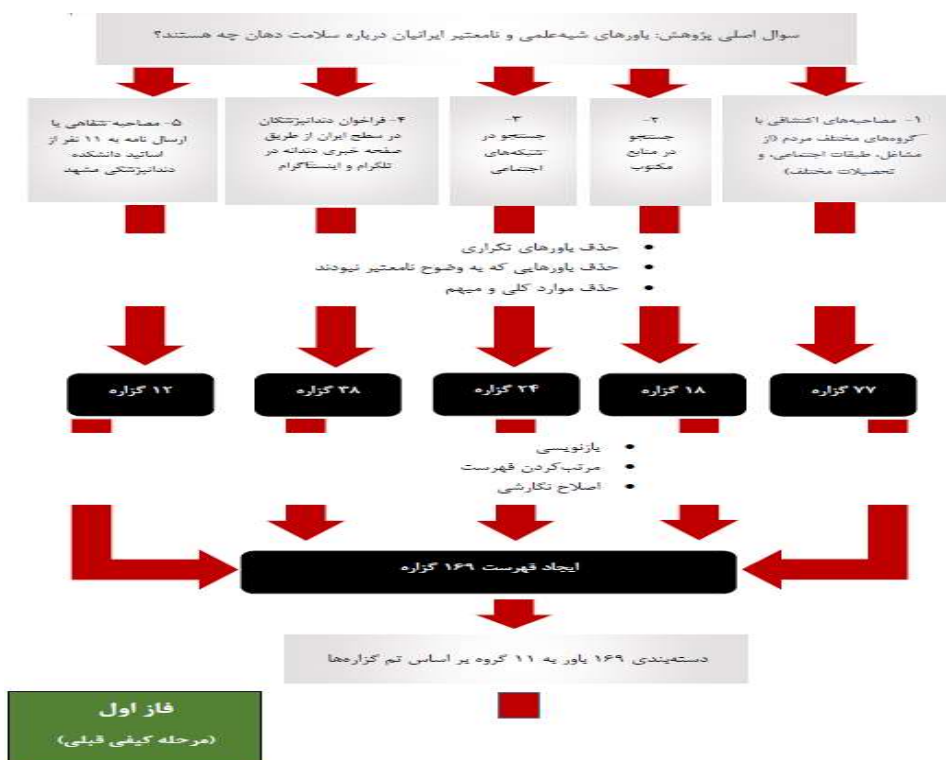 سوال اصلی پژوهش: باورهای شبه‌علمی و نامعتبر ایرانیان درباره سلامت دهان چه هستند؟
۱- مصاحبه‌های اکتشافی با
گروه‌های مختلف مردم (از
مشاغل، طبقات اجتماعی، و
تحصیلات مختلف)
۲-
جستجو
در منابع
مکتوب
۳-
جستجو در
شبکه‌های
اجتماعی
۴- فراخوان دندانپزشکان
در سطح ایران از طریق
صفحه خبری دندانه در
تلگرام و اینستاگرام
۵- مصاحبه شفاهی یا
ارسال نامه به ۱۱ نفر از
اساتید دانشکده
دندانپزشکی مشهد
• حذف باورهای تکراری
• حذف باورهایی که به وضوح نامعتبر نبودند
• حذف موارد کلی و مبهم
۷۷ گزاره
۱۸ گزاره
۲۴ گزاره
۳۸ گزاره
۱۲ گزاره
• بازنویسی
• مرتب‌کردن فهرست
• اصلاح نگارشی
ایجاد فهرست ۱۶۹ گزاره
دسته‌بندی ۱۶۹ باور به ۱۱ گروه بر اساس تم گزاره‌ها
فاز اول
(مرحله کیفی قبلی)